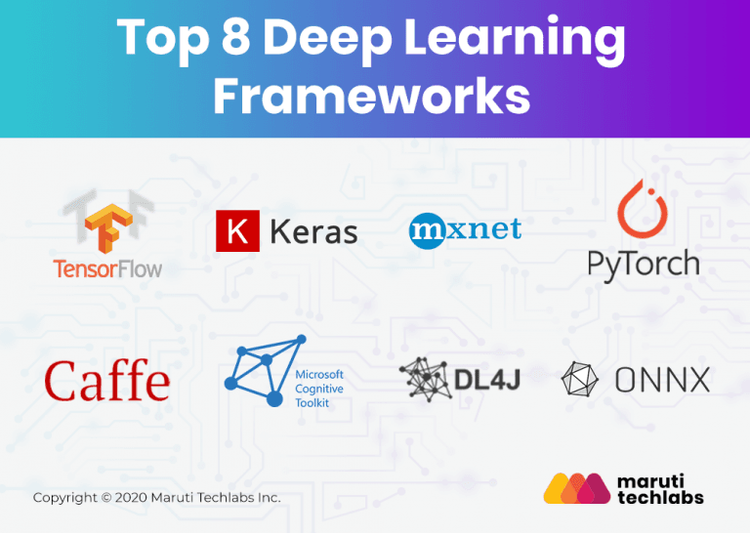 Top 8 Deep Learning
Frameworks
TensorFlow
K Keras
mxnet
PyTorch
Caffe
Microsoft
Cognitive
Toolkit
DL4J
ONNX
Copyright © 2020 Maruti Techlabs Inc.
maruti
techlabs